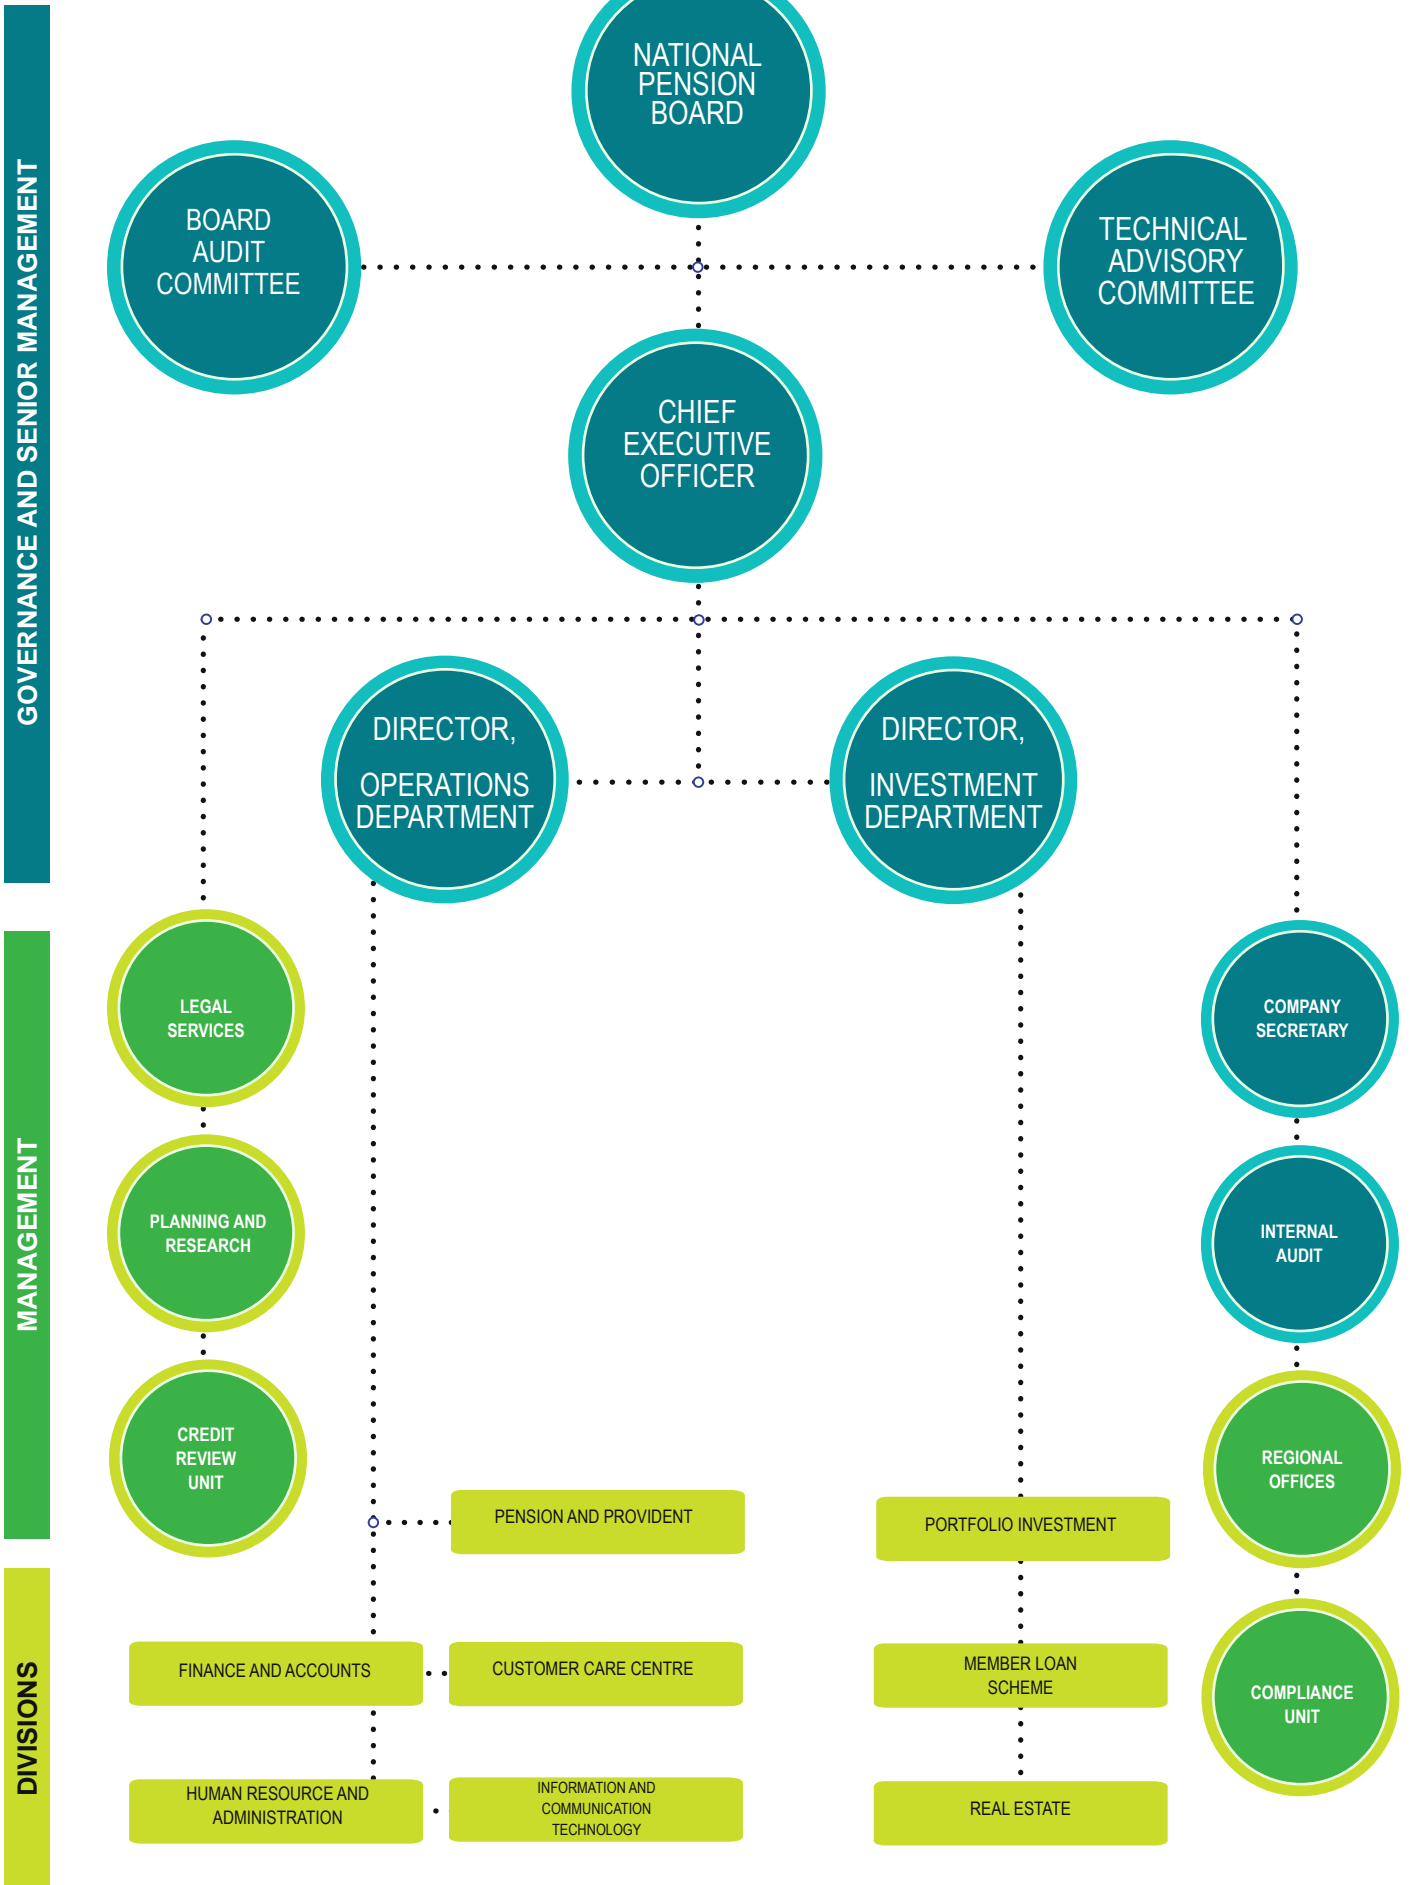 NATIONAL
PENSION
BOARD
BOARD
AUDIT
COMMITTEE
TECHNICAL
ADVISORY
COMMITTEE
CHIEF
EXECUTIVE
OFFICER
GOVERNANCE AND SENIOR MANAGEMENT
DIRECTOR,
OPERATIONS
DEPARTMENT
DIRECTOR,
INVESTMENT
DEPARTMENT
MANAGEMENT
LEGAL
SERVICES
COMPANY
SECRETARY
PLANNING AND
RESEARCH
INTERNAL
AUDIT
CREDIT
REVIEW
UNIT
REGIONAL
OFFICES
PENSION AND PROVIDENT
PORTFOLIO INVESTMENT
DIVISIONS
FINANCE AND ACCOUNTS
CUSTOMER CARE CENTRE
MEMBER LOAN
SCHEME
COMPLIANCE
UNIT
HUMAN RESOURCE AND
ADMINISTRATION
INFORMATION AND
COMMUNICATION
TECHNOLOGY
REAL ESTATE